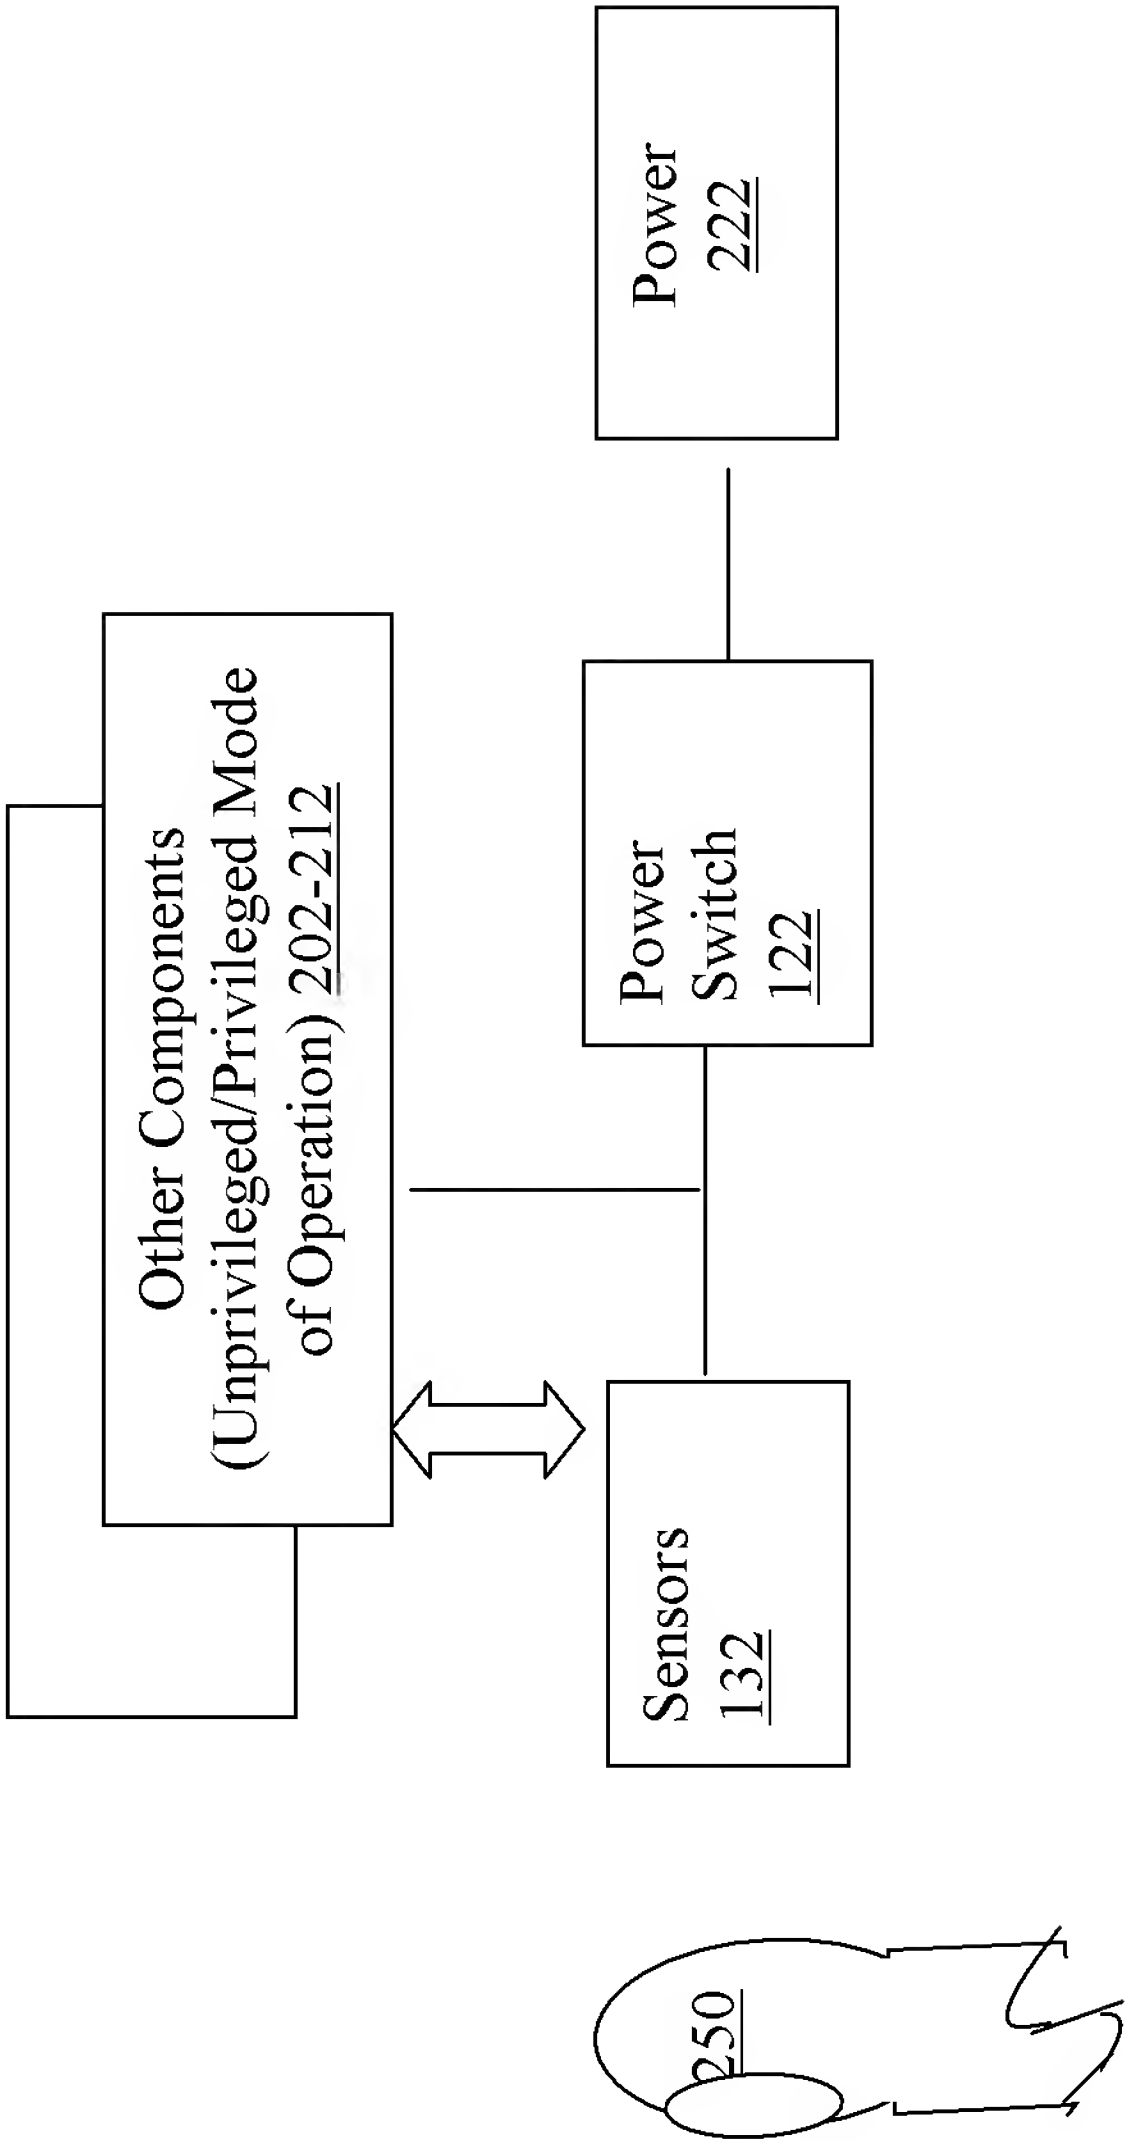 Other Components
(Unprivileged/Privileged Mode
of Operation) 202-212
250
Sensors
132
Power
Switch
122
Power
222